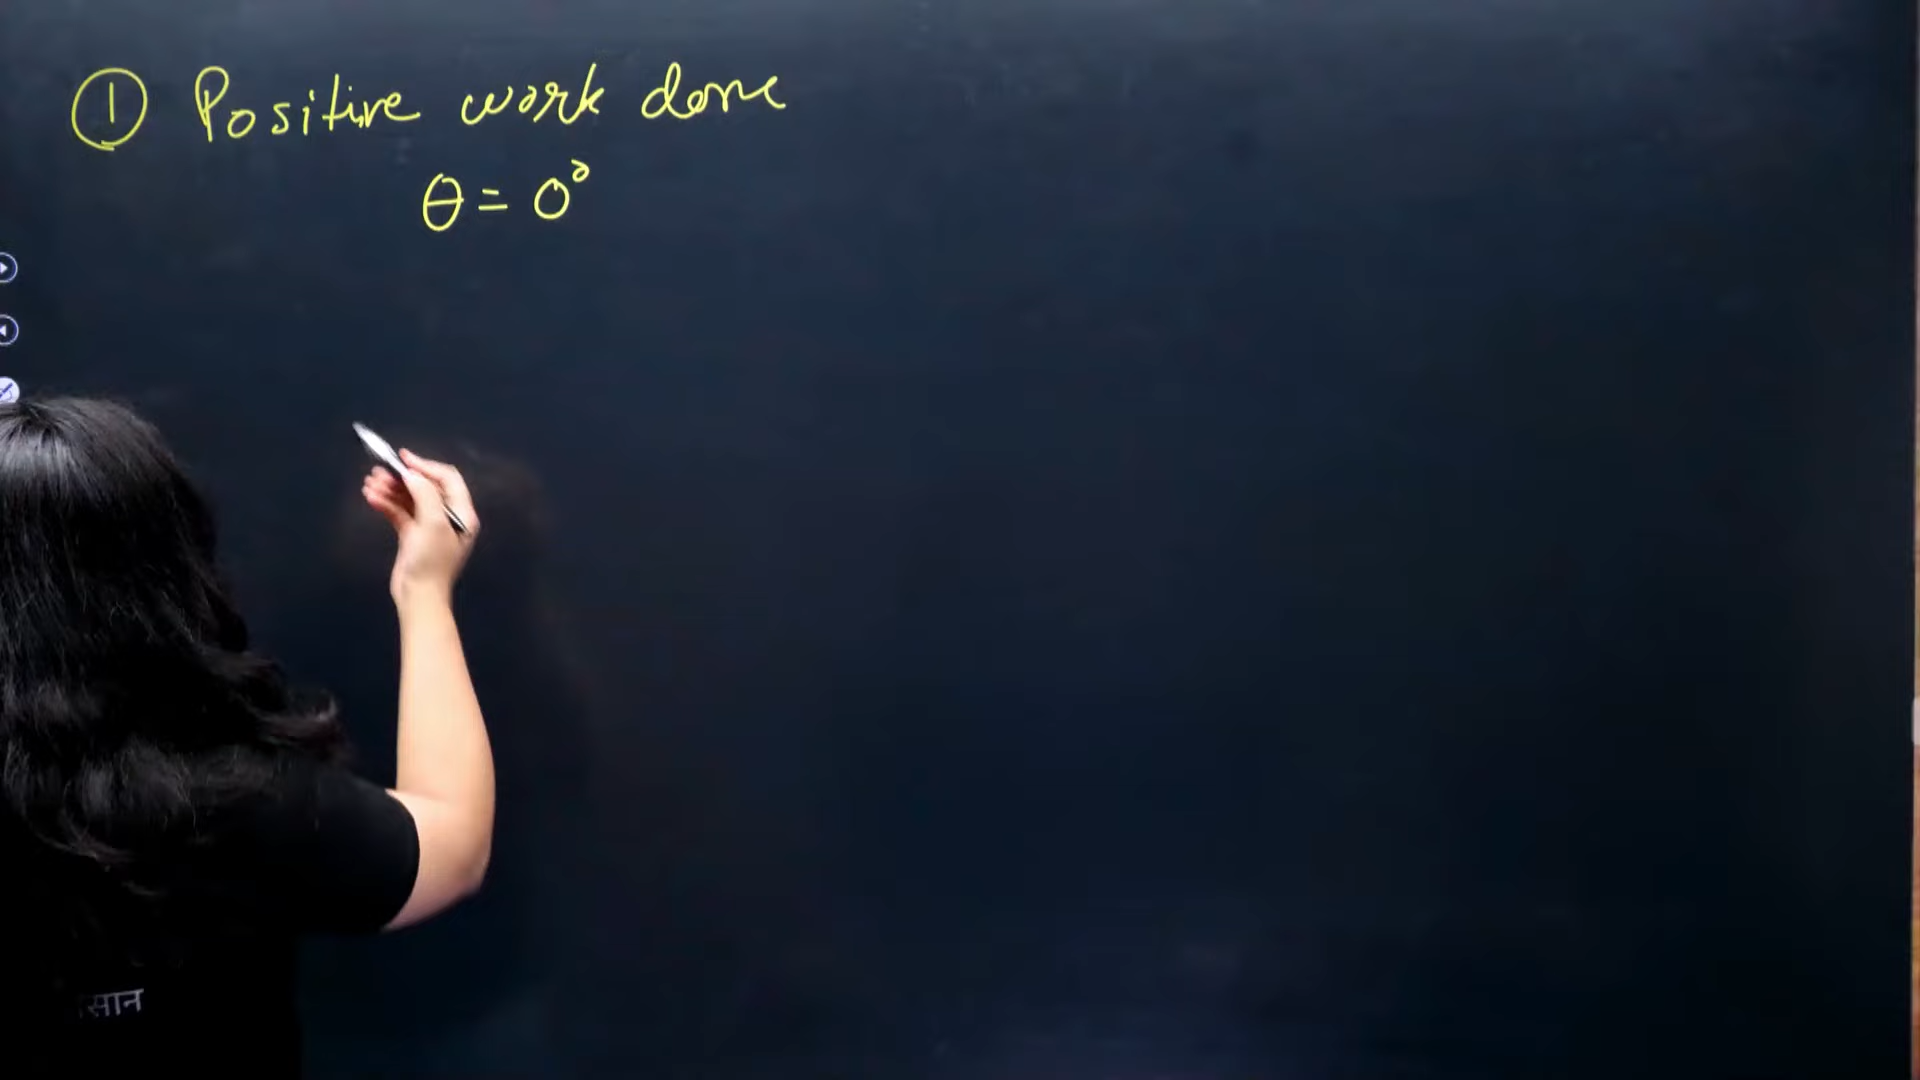 ① Positive work done
θ = 0°
सान